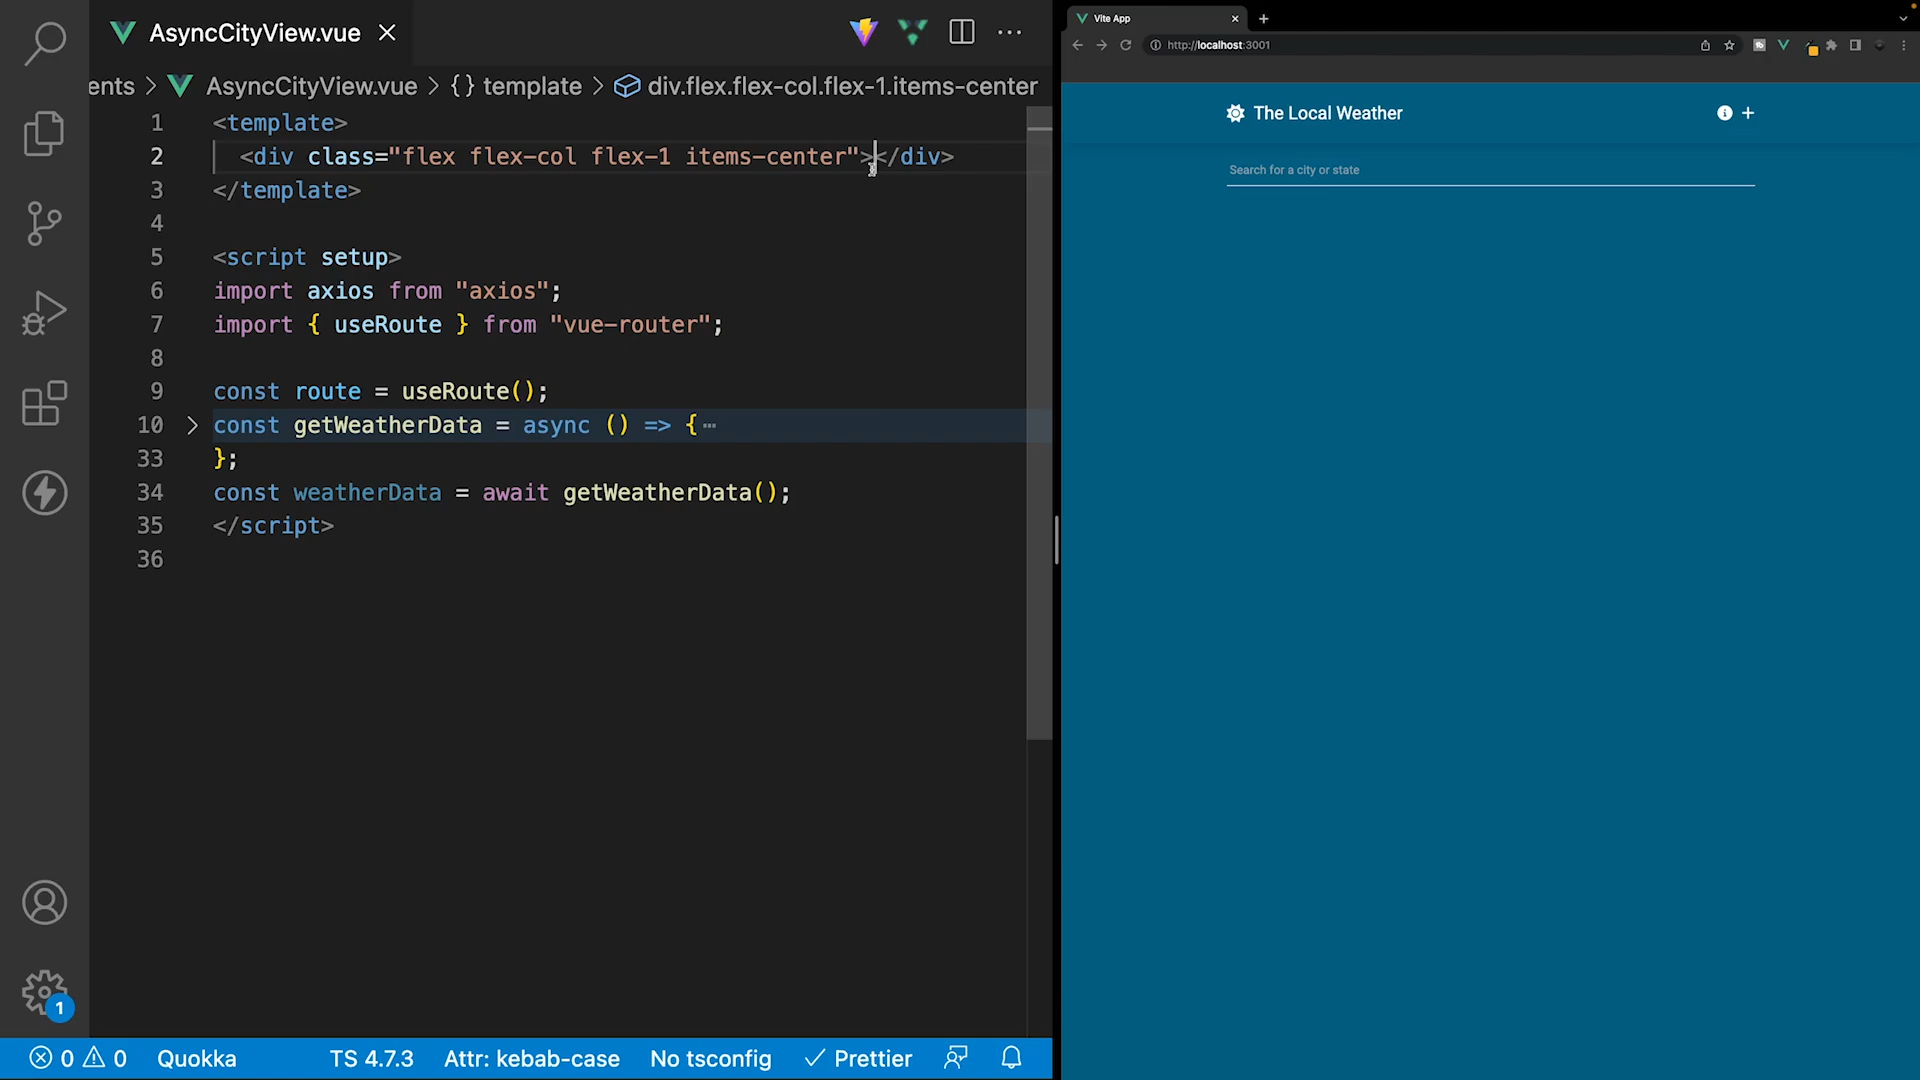 AsyncCityView.vue
ents > AsyncCityView.vue > {} template > div.flex.flex-col.flex-1.items-center
1 <template>
2 <div class="flex flex-col flex-1 items-center"></div>
3 </template>
4
5 <script setup>
6 import axios from "axios";
7 import { useRoute } from "vue-router";
8
9 const route = useRoute();
10 const getWeatherData = async () => {⋯
33 };
34 const weatherData = await getWeatherData();
35 </script>
36
1
0 0 Quokka TS 4.7.3 Attr: kebab-case No tsconfig Prettier
Vite App
http://localhost:3001
The Local Weather
Search for a city or state